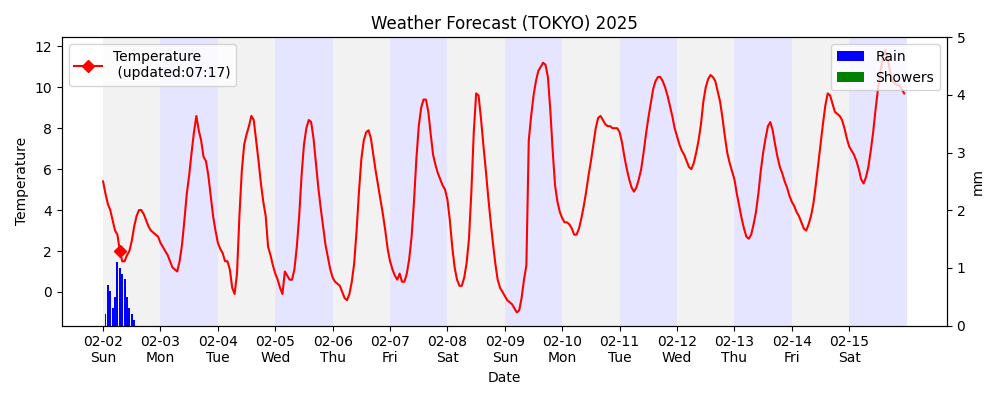 Weather Forecast (TOKYO) 2025
Temperature
(updated:07:17)
Rain
Showers
12
10
8
6
4
2
0
Temperature
5
4
3
2
1
0
mm
02-02 02-03 02-04 02-05 02-06 02-07 02-08 02-09 02-10 02-11 02-12 02-13 02-14 02-15
Sun Mon Tue Wed Thu Fri Sat Sun Mon Tue Wed Thu Fri Sat
Date